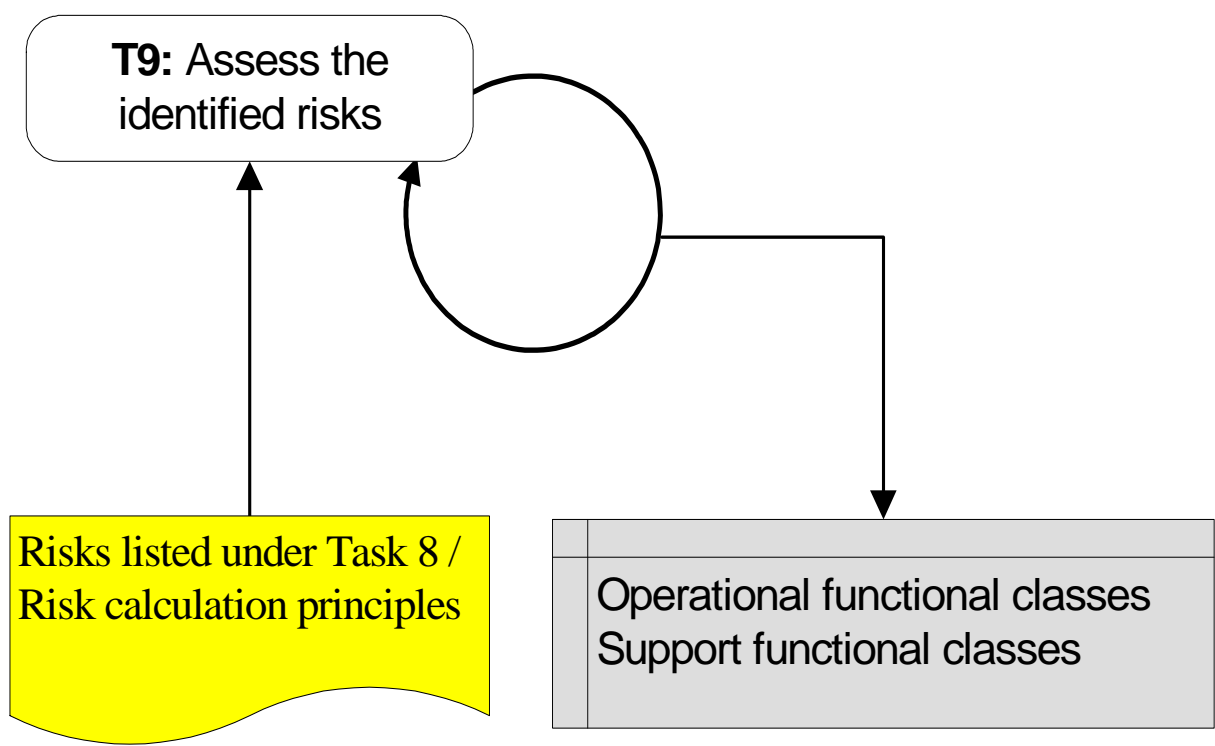 T9: Assess the
identified risks
Risks listed under Task 8 /
Risk calculation principles
Operational functional classes
Support functional classes